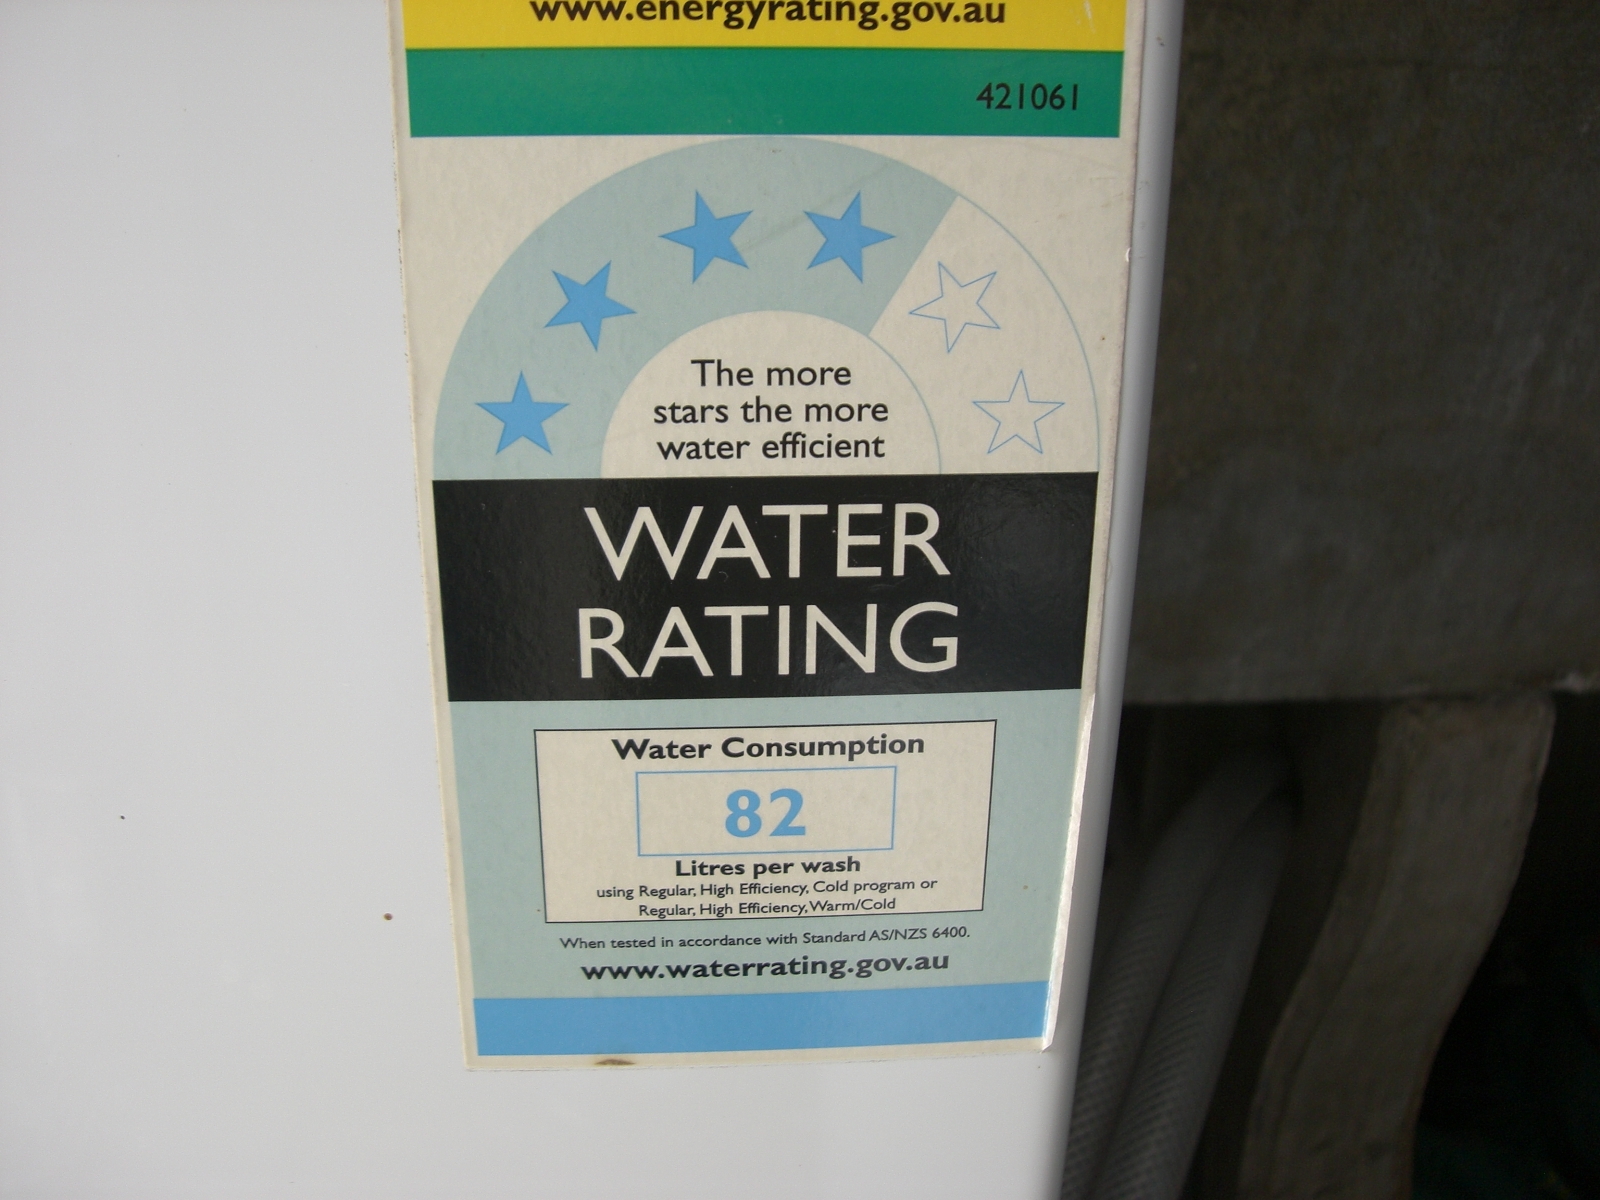 www.energyrating.gov.au
421061
The more
stars the more
water efficient
WATER
RATING
Water Consumption
82
Litres per wash
using Regular, High Efficiency, Cold program or
Regular, High Efficiency, Warm/Cold
When tested in accordance with Standard AS/NZS 6400.
www.waterrating.gov.au